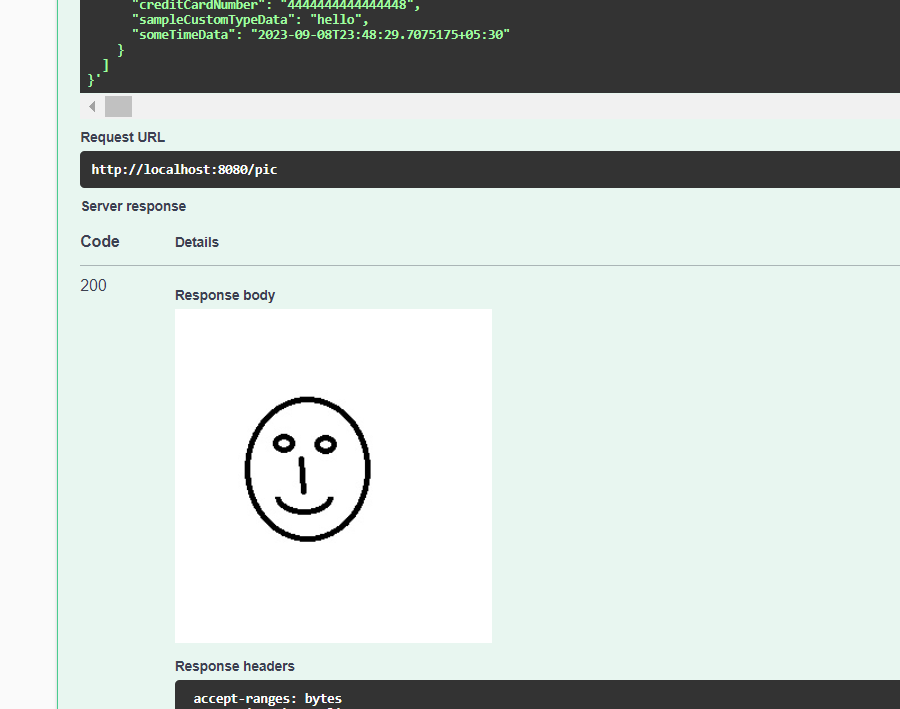 "creditCardNumber": "4444444444444448",
"sampleCustomTypeData": "hello",
"someTimeData": "2023-09-08T23:48:29.7075175+05:30"
}
]
}'
Request URL
http://localhost:8080/pic
Server response
Code Details
200
Response body
Response headers
accept-ranges: bytes